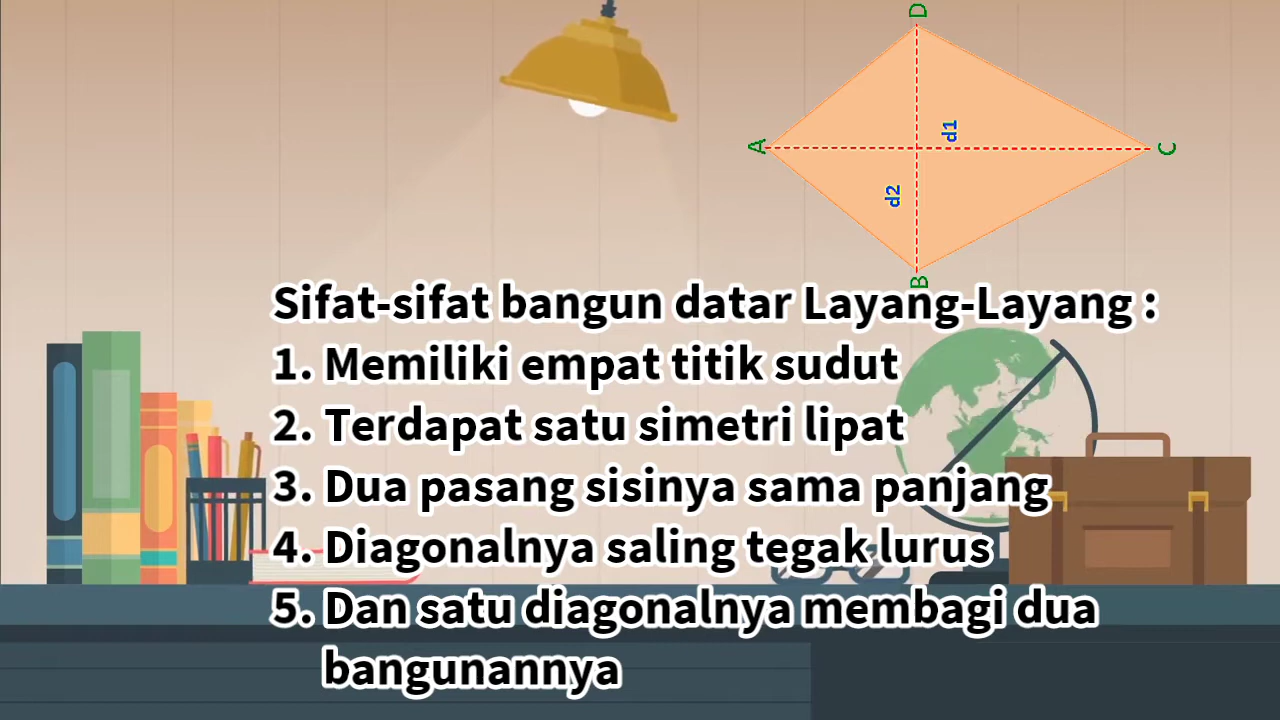 D
d1
A
C
d2
B
Sifat-sifat bangun datar Layang-Layang :
1. Memiliki empat titik sudut
2. Terdapat satu simetri lipat
3. Dua pasang sisinya sama panjang
4. Diagonalnya saling tegak lurus
5. Dan satu diagonalnya membagi dua
bangunannya